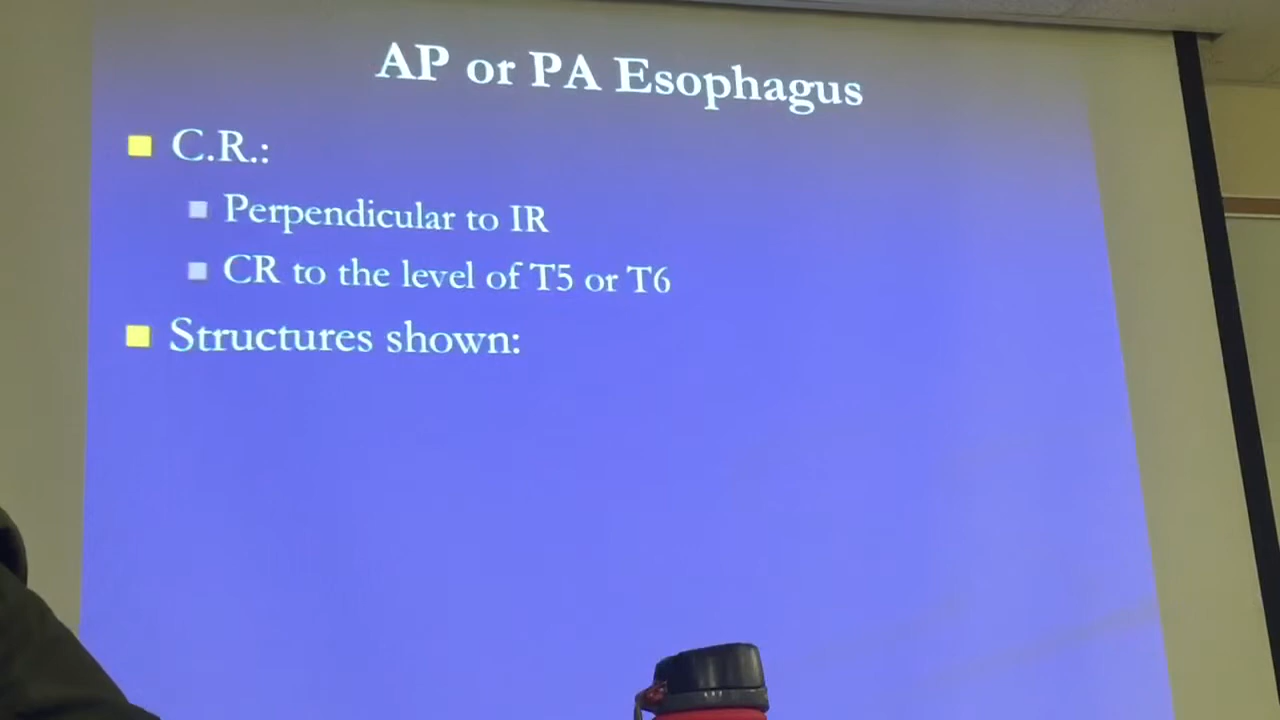 AP or PA Esophagus
C.R.:
Perpendicular to IR
CR to the level of T5 or T6
Structures shown: